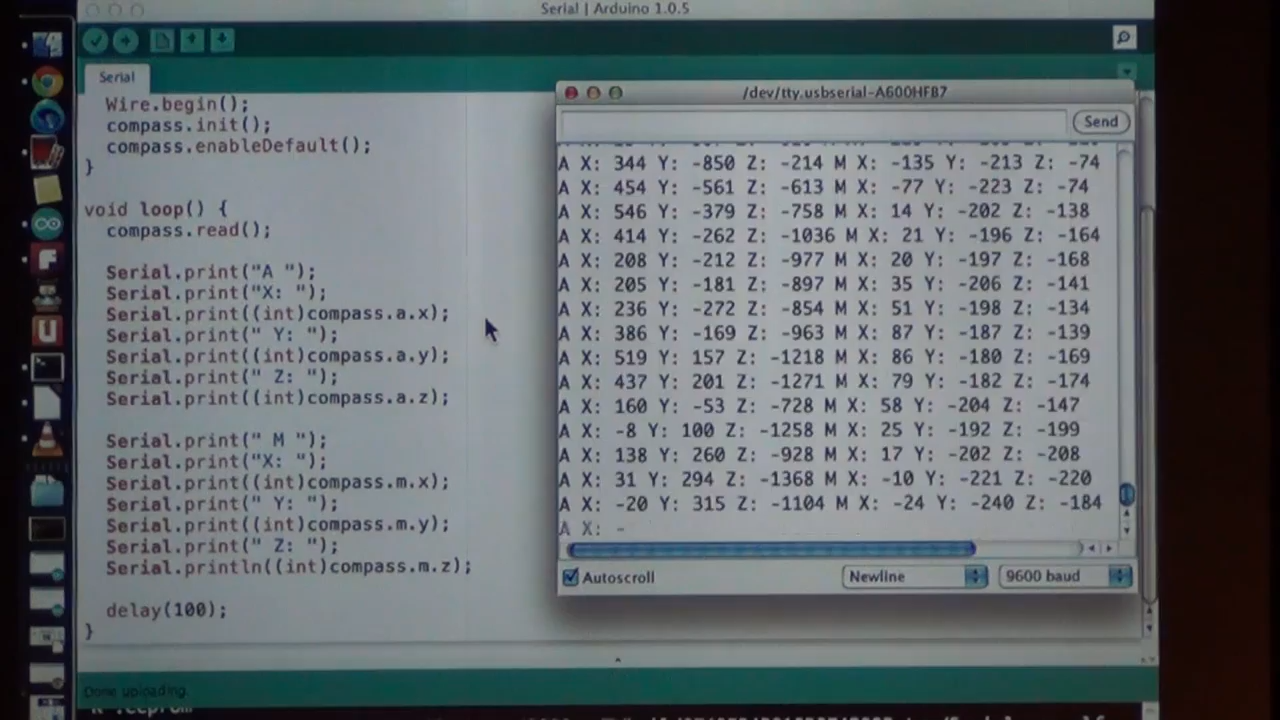 Serial | Arduino 1.0.5
Serial
Wire.begin();
compass.init();
compass.enableDefault();
}
void loop() {
compass.read();
Serial.print("A ");
Serial.print("X: ");
Serial.print((int)compass.a.x);
Serial.print(" Y: ");
Serial.print((int)compass.a.y);
Serial.print(" Z: ");
Serial.print((int)compass.a.z);
Serial.print(" M ");
Serial.print("X: ");
Serial.print((int)compass.m.x);
Serial.print(" Y: ");
Serial.print((int)compass.m.y);
Serial.print(" Z: ");
Serial.println((int)compass.m.z);
delay(100);
}
Done uploading.
/dev/tty.usbserial-A600HFB7
Send
A X: 344 Y: -850 Z: -214 M X: -135 Y: -213 Z: -74
A X: 454 Y: -561 Z: -613 M X: -77 Y: -223 Z: -74
A X: 546 Y: -379 Z: -758 M X: 14 Y: -202 Z: -138
A X: 414 Y: -262 Z: -1036 M X: 21 Y: -196 Z: -164
A X: 208 Y: -212 Z: -977 M X: 20 Y: -197 Z: -168
A X: 205 Y: -181 Z: -897 M X: 35 Y: -206 Z: -141
A X: 236 Y: -272 Z: -854 M X: 51 Y: -198 Z: -134
A X: 386 Y: -169 Z: -963 M X: 87 Y: -187 Z: -139
A X: 519 Y: 157 Z: -1218 M X: 86 Y: -180 Z: -169
A X: 437 Y: 201 Z: -1271 M X: 79 Y: -182 Z: -174
A X: 160 Y: -53 Z: -728 M X: 58 Y: -204 Z: -147
A X: -8 Y: 100 Z: -1258 M X: 25 Y: -192 Z: -199
A X: 138 Y: 260 Z: -928 M X: 17 Y: -202 Z: -208
A X: 31 Y: 294 Z: -1368 M X: -10 Y: -221 Z: -220
A X: -20 Y: 315 Z: -1104 M X: -24 Y: -240 Z: -184
A X: -
Autoscroll
Newline
9600 baud